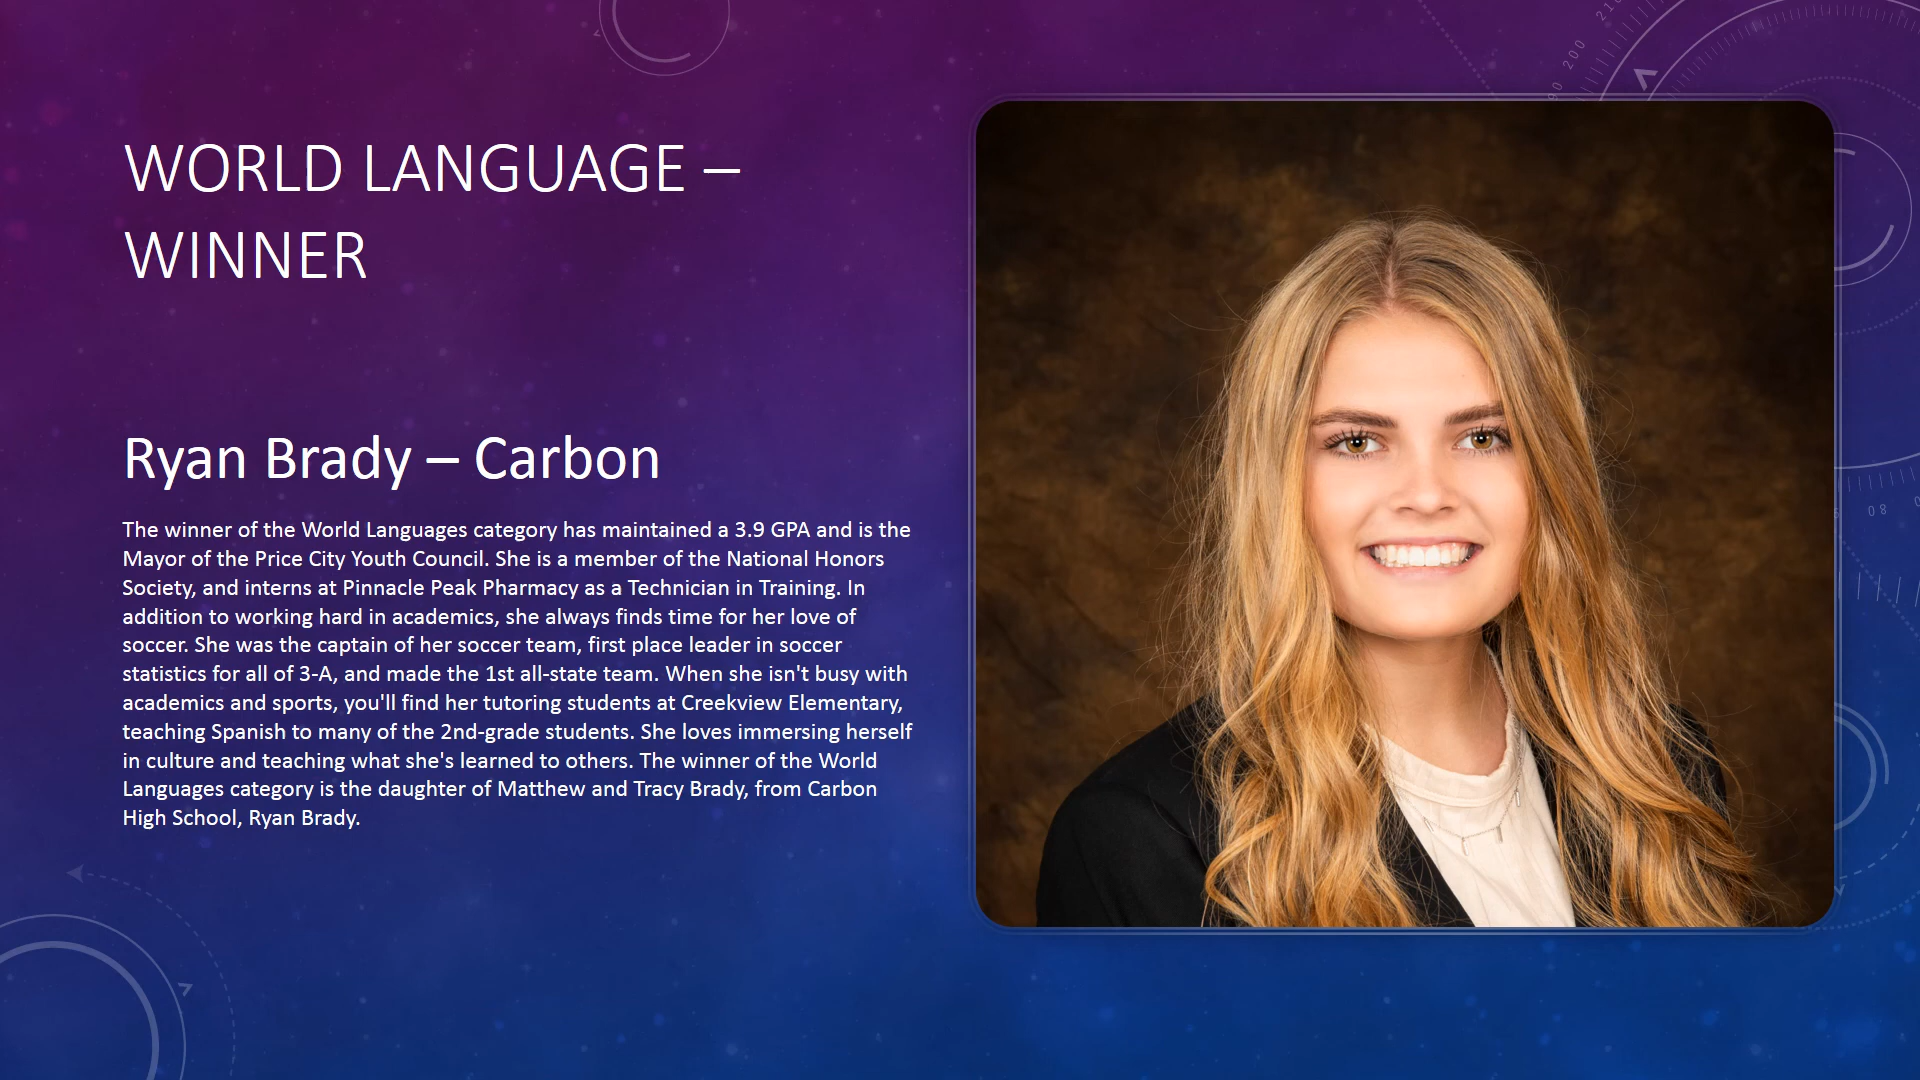 WORLD LANGUAGE –
WINNER
Ryan Brady – Carbon
The winner of the World Languages category has maintained a 3.9 GPA and is the
Mayor of the Price City Youth Council. She is a member of the National Honors
Society, and interns at Pinnacle Peak Pharmacy as a Technician in Training. In
addition to working hard in academics, she always finds time for her love of
soccer. She was the captain of her soccer team, first place leader in soccer
statistics for all of 3-A, and made the 1st all-state team. When she isn't busy with
academics and sports, you'll find her tutoring students at Creekview Elementary,
teaching Spanish to many of the 2nd-grade students. She loves immersing herself
in culture and teaching what she's learned to others. The winner of the World
Languages category is the daughter of Matthew and Tracy Brady, from Carbon
High School, Ryan Brady.
200
80